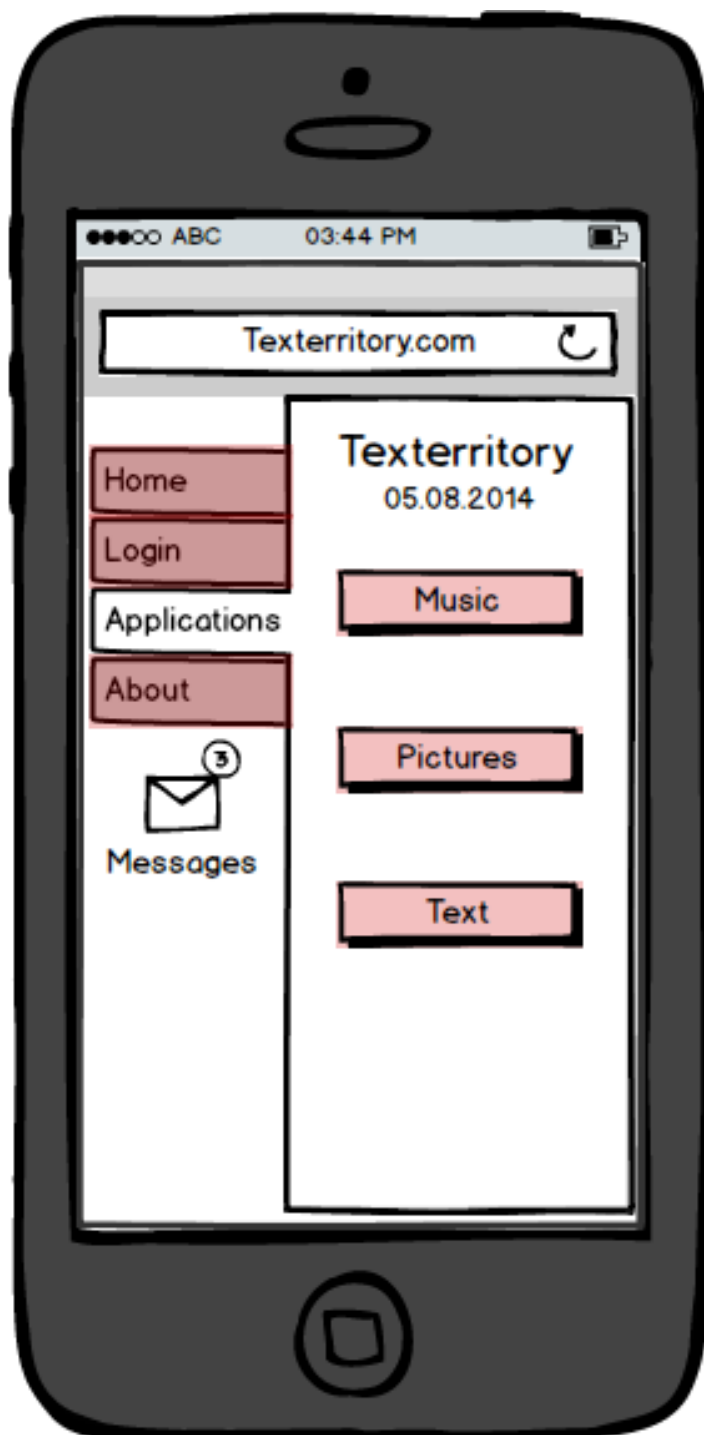 ABC 03:44 PM
Texterritory.com
Home
Login
Applications
About
3
Messages
Texterritory
05.08.2014
Music
Pictures
Text